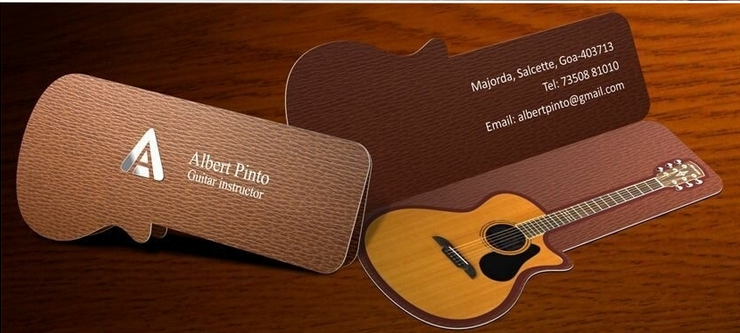 Albert Pinto
Guitar instructor
Majorda, Salcette, Goa-403713
Tel: 73508 81010
Email: albertpinto@gmail.com